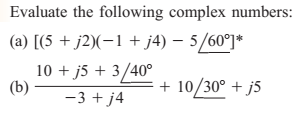 Evaluate the following complex numbers:
(a) [(5 + j2)(−1 + j4) − 5/60°]*
(b) 10 + j5 + 3/40°
−3 + j4
+ 10/30° + j5